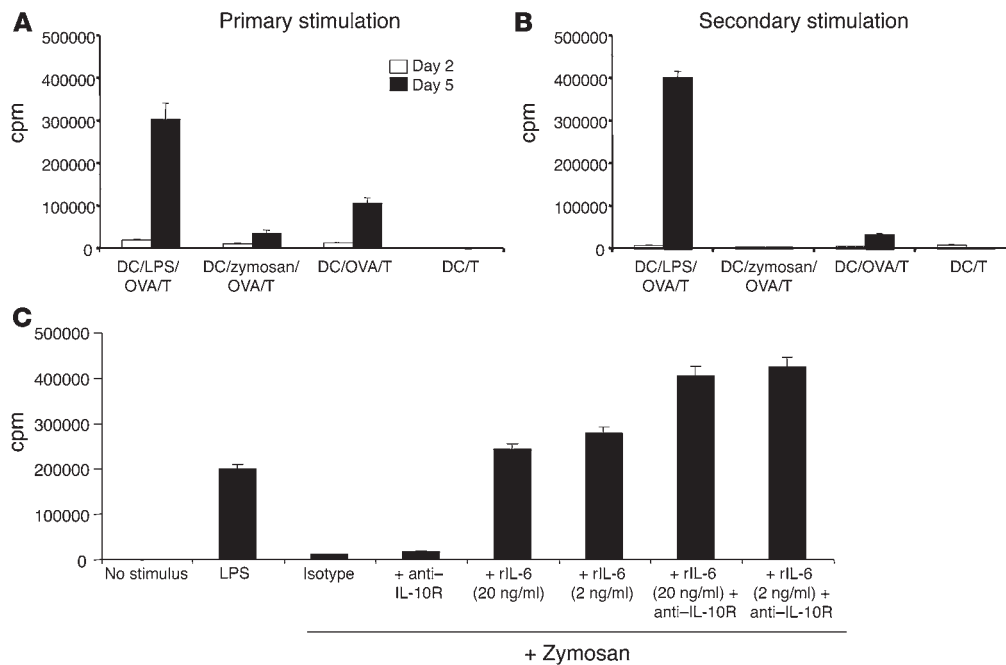 A
Primary stimulation
500000
400000
300000
200000
100000
0
cpm
Day 2
Day 5
DC/LPS/
OVA/T
DC/zymosan/
OVA/T
DC/OVA/T
DC/T
B
Secondary stimulation
500000
400000
300000
200000
100000
0
cpm
DC/LPS/
OVA/T
DC/zymosan/
OVA/T
DC/OVA/T
DC/T
C
500000
400000
300000
200000
100000
0
cpm
No stimulus
LPS
Isotype
+ anti–
IL-10R
+ rIL-6
(20 ng/ml)
+ rIL-6
(2 ng/ml)
+ rIL-6
(20 ng/ml) +
anti–IL-10R
+ rIL-6
(2 ng/ml) +
anti–IL-10R
+ Zymosan